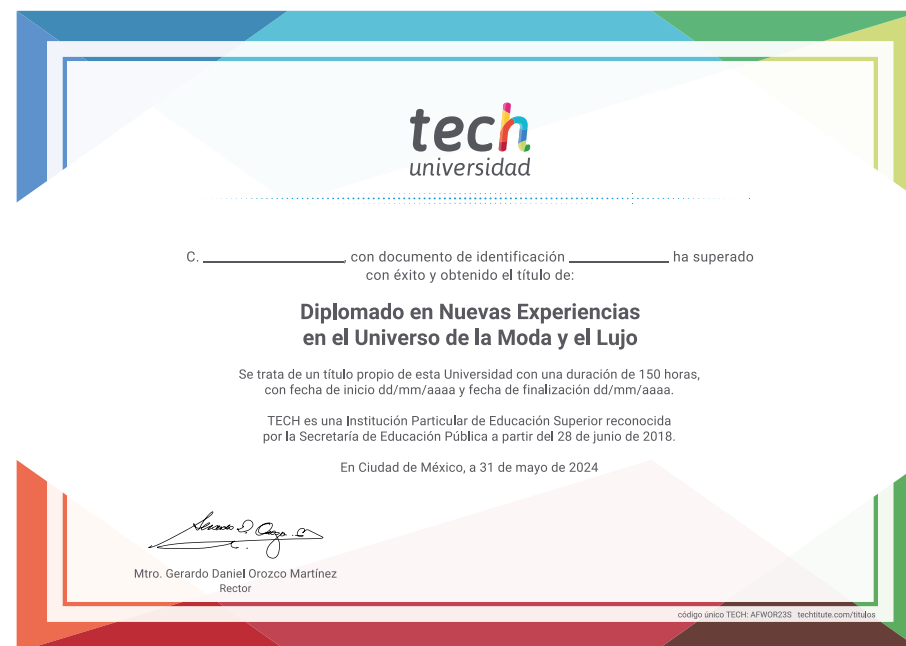 tech
universidad
C. ____________, con documento de identificación __________ ha superado
con éxito y obtenido el título de:
Diplomado en Nuevas Experiencias
en el Universo de la Moda y el Lujo
Se trata de un título propio de esta Universidad con una duración de 150 horas,
con fecha de inicio dd/mm/aaaa y fecha de finalización dd/mm/aaaa.
TECH es una Institución Particular de Educación Superior reconocida
por la Secretaría de Educación Pública a partir del 28 de junio de 2018.
En Ciudad de México, a 31 de mayo de 2024
Mtro. Gerardo Daniel Orozco Martínez
Rector
código único TECH: AFWOR23S techtitute.com/titulos